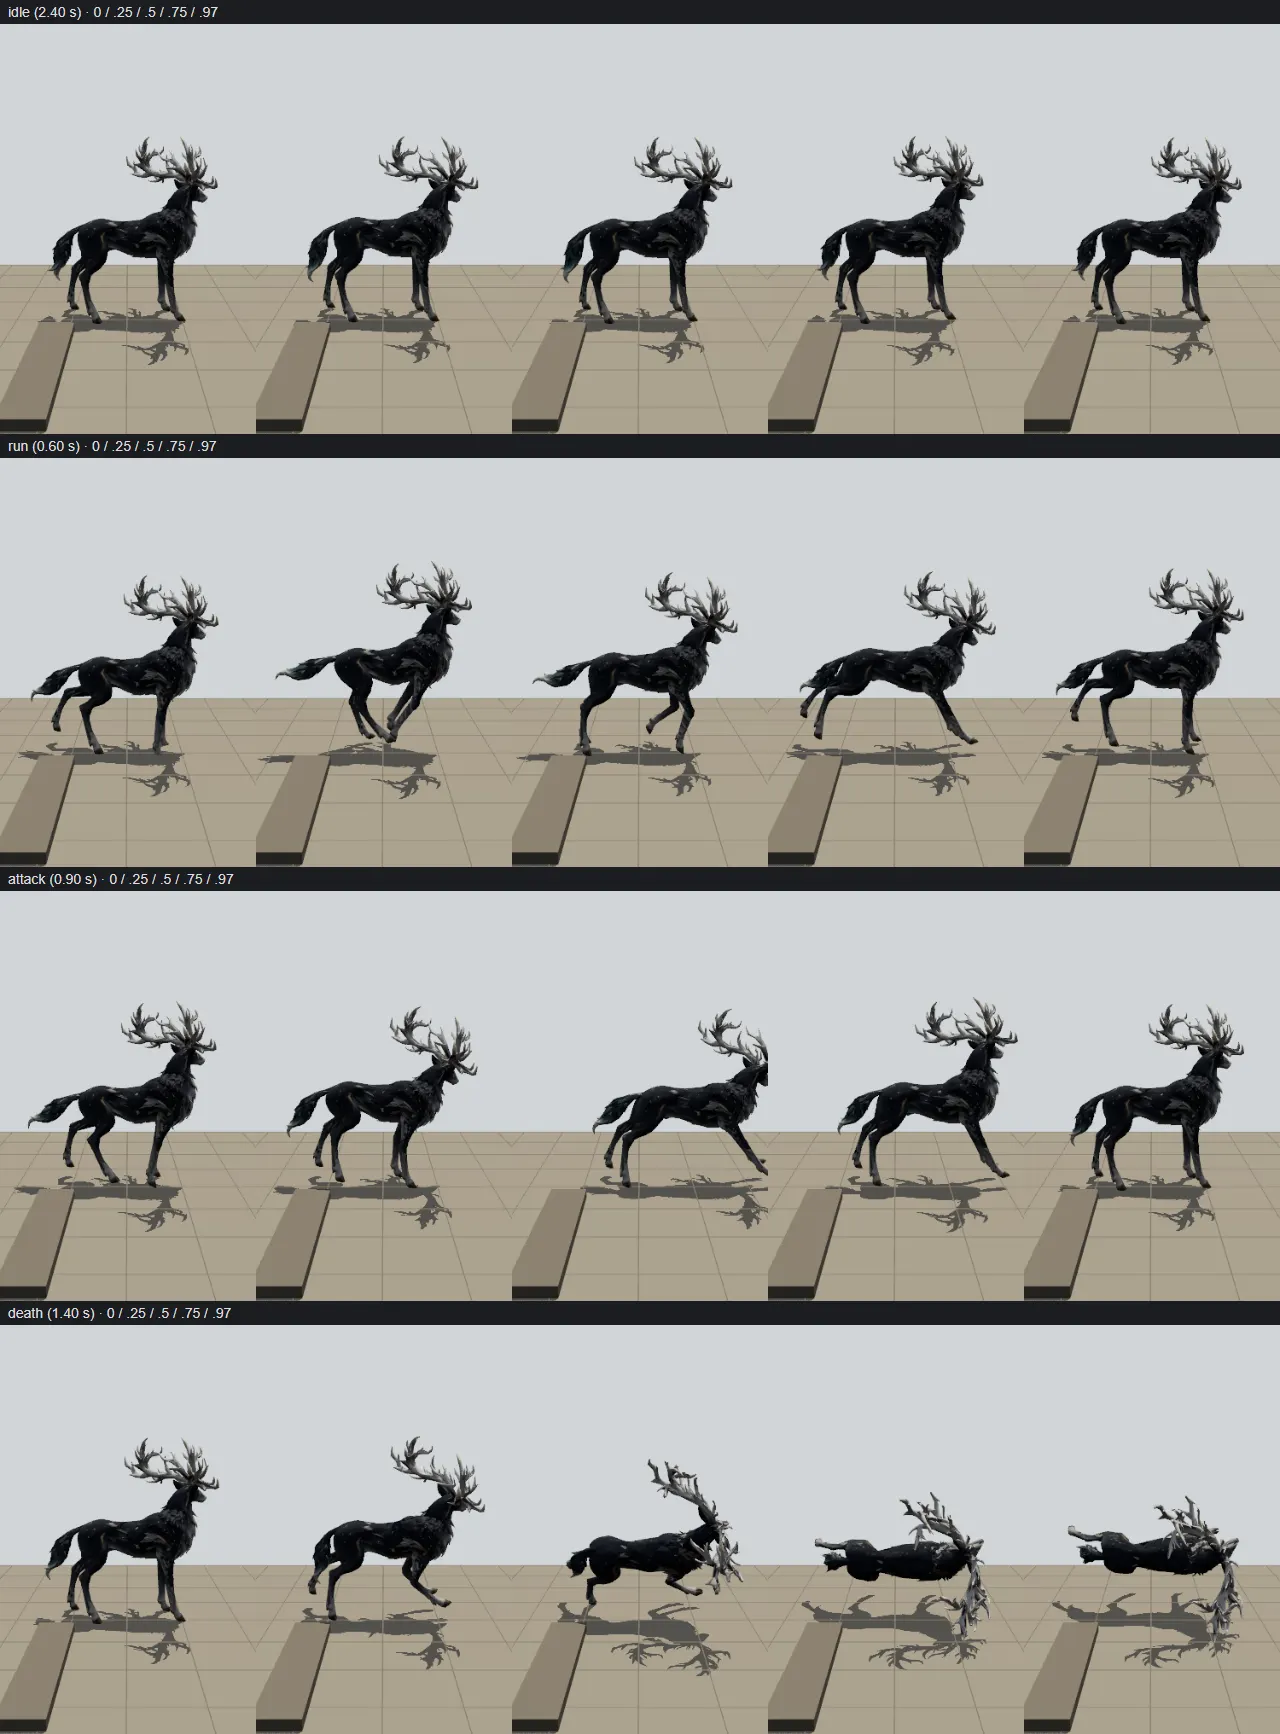 idle (2.40 s) · 0 / .25 / .5 / .75 / .97
run (0.60 s) · 0 / .25 / .5 / .75 / .97
attack (0.90 s) · 0 / .25 / .5 / .75 / .97
death (1.40 s) · 0 / .25 / .5 / .75 / .97